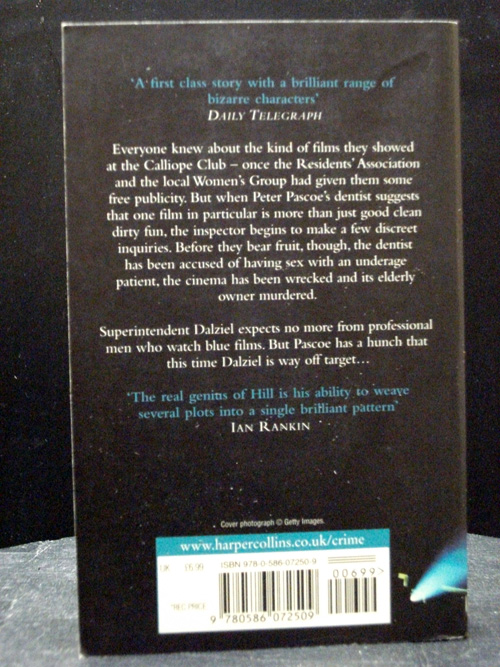 'A first class story with a brilliant range of
bizarre characters'
DAILY TELEGRAPH
Everyone knew about the kind of films they showed
at the Calliope Club – once the Residents' Association
and the local Women's Group had given them some
free publicity. But when Peter Pascoe's dentist suggests
that one film in particular is more than just good clean
dirty fun, the inspector begins to make a few discreet
inquiries. Before they bear fruit, though, the dentist
has been accused of having sex with an underage
patient, the cinema has been wrecked and its elderly
owner murdered.
Superintendent Dalziel expects no more from professional
men who watch blue films. But Pascoe has a hunch that
this time Dalziel is way off target...
'The real genius of Hill is his ability to weave
several plots into a single brilliant pattern'
IAN RANKIN
Cover photograph © Getty Images.
www.harpercollins.co.uk/crime
UK £6.99 ISBN 978-0-586-07250-9
00699>
*REC PRICE
9 780586 072509